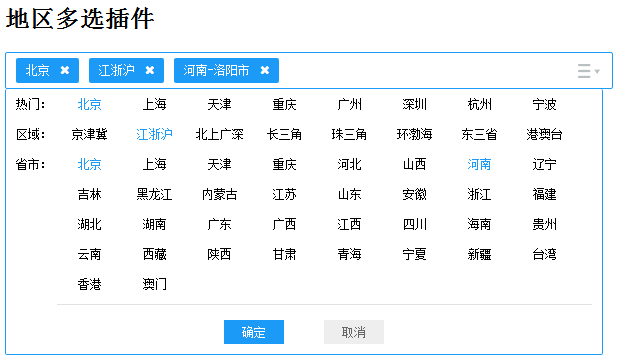 地区多选插件
北京 ✖ 江浙沪 ✖ 河南-洛阳市 ✖
热门： 北京 上海 天津 重庆 广州 深圳 杭州 宁波
区域： 京津冀 江浙沪 北上广深 长三角 珠三角 环渤海 东三省 港澳台
省市： 北京 上海 天津 重庆 河北 山西 河南 辽宁
吉林 黑龙江 内蒙古 江苏 山东 安徽 浙江 福建
湖北 湖南 广东 广西 江西 四川 海南 贵州
云南 西藏 陕西 甘肃 青海 宁夏 新疆 台湾
香港 澳门
确定 取消